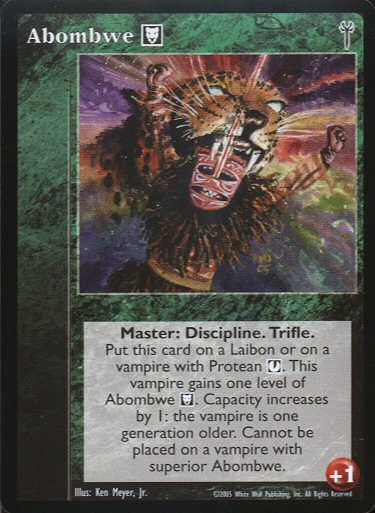 Abombwe
KMJ
05
Master: Discipline. Trifle.
Put this card on a Laibon or on a
vampire with Protean . This
vampire gains one level of
Abombwe . Capacity increases
by 1: the vampire is one
generation older. Cannot be
placed on a vampire with
superior Abombwe.
+1
Illus: Ken Meyer, Jr.
©2005 White Wolf Publishing, Inc. All Rights Reserved